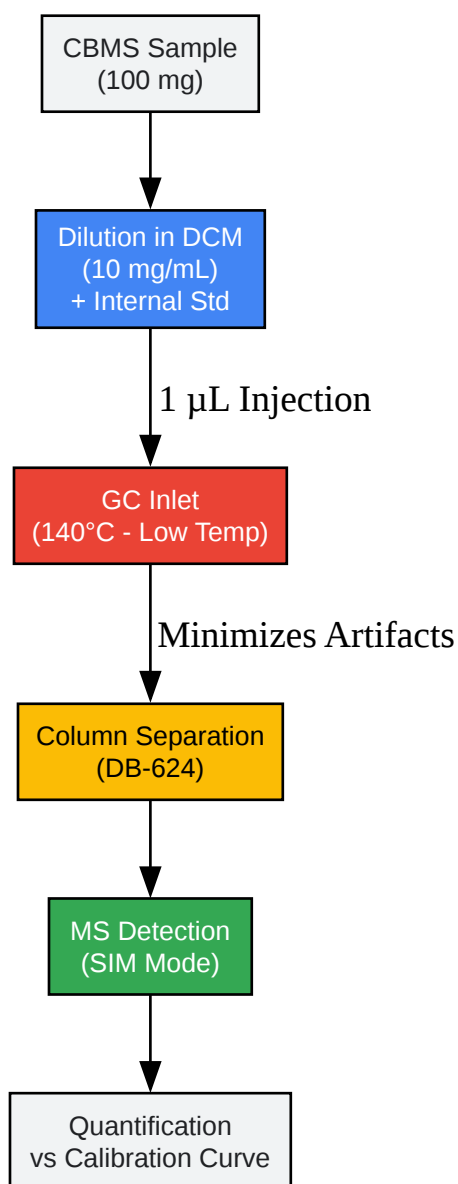 CBMS Sample
(100 mg)
Dilution in DCM
(10 mg/mL)
+ Internal Std
1 µL Injection
GC Inlet
(140°C - Low Temp)
Minimizes Artifacts
Column Separation
(DB-624)
MS Detection
(SIM Mode)
Quantification
vs Calibration Curve